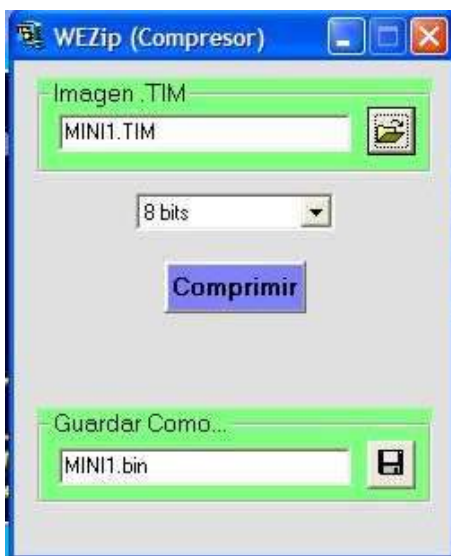 WEZip (Compresor)
Imagen .TIM
MINI1.TIM
8 bits
Comprimir
Guardar Como...
MINI1.bin